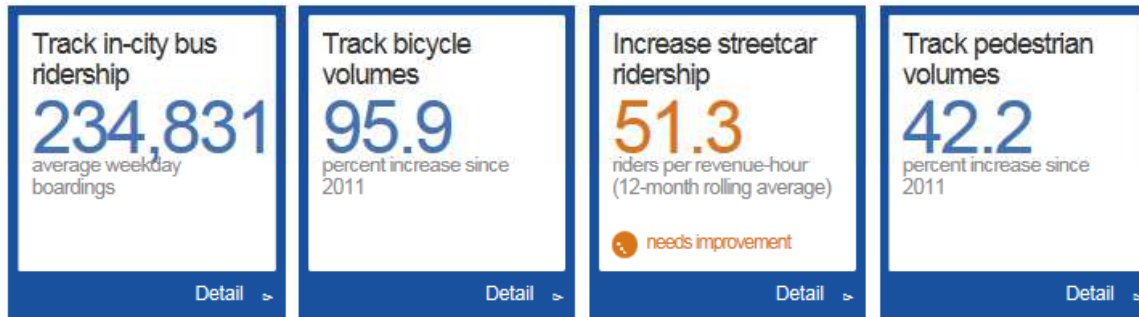 Track in-city bus
ridership
234,831
average weekday
boardings
Detail
Track bicycle
volumes
95.9
percent increase since
2011
Detail
Increase streetcar
ridership
51.3
riders per revenue-hour
(12-month rolling average)
needs improvement
Detail
Track pedestrian
volumes
42.2
percent increase since
2011
Detail